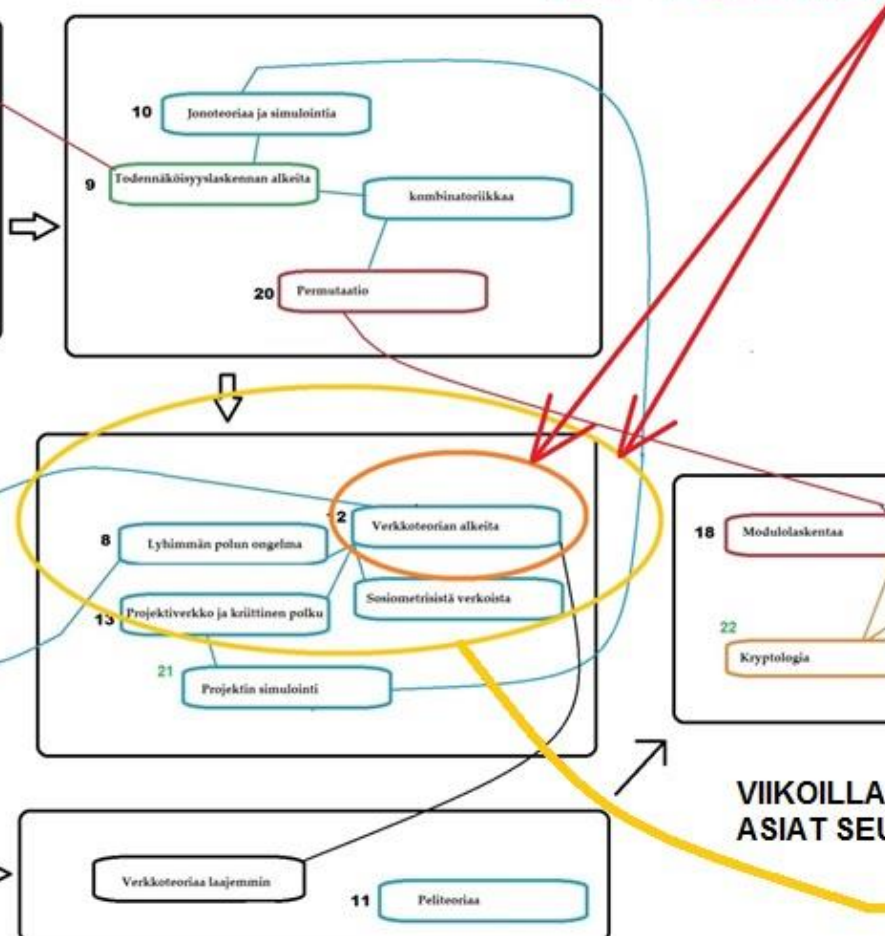 10 Jonoteoriaa ja simulointia
9 Todennäköisyyslaskennan alkeita
kombinatoriikkaa
20 Permutaatio
2 Verkkoteorian alkeita
8 Lyhimmän polun ongelma
Sosiometrisistä verkoista
13 Projektiverkko ja kriittinen polku
21 Projektin simulointi
18 Modulolaskentaa
22 Kryptologia
VIIKOILLA
ASIAT SEU
Verkkoteoriaa laajemmin
11 Peliteoriaa